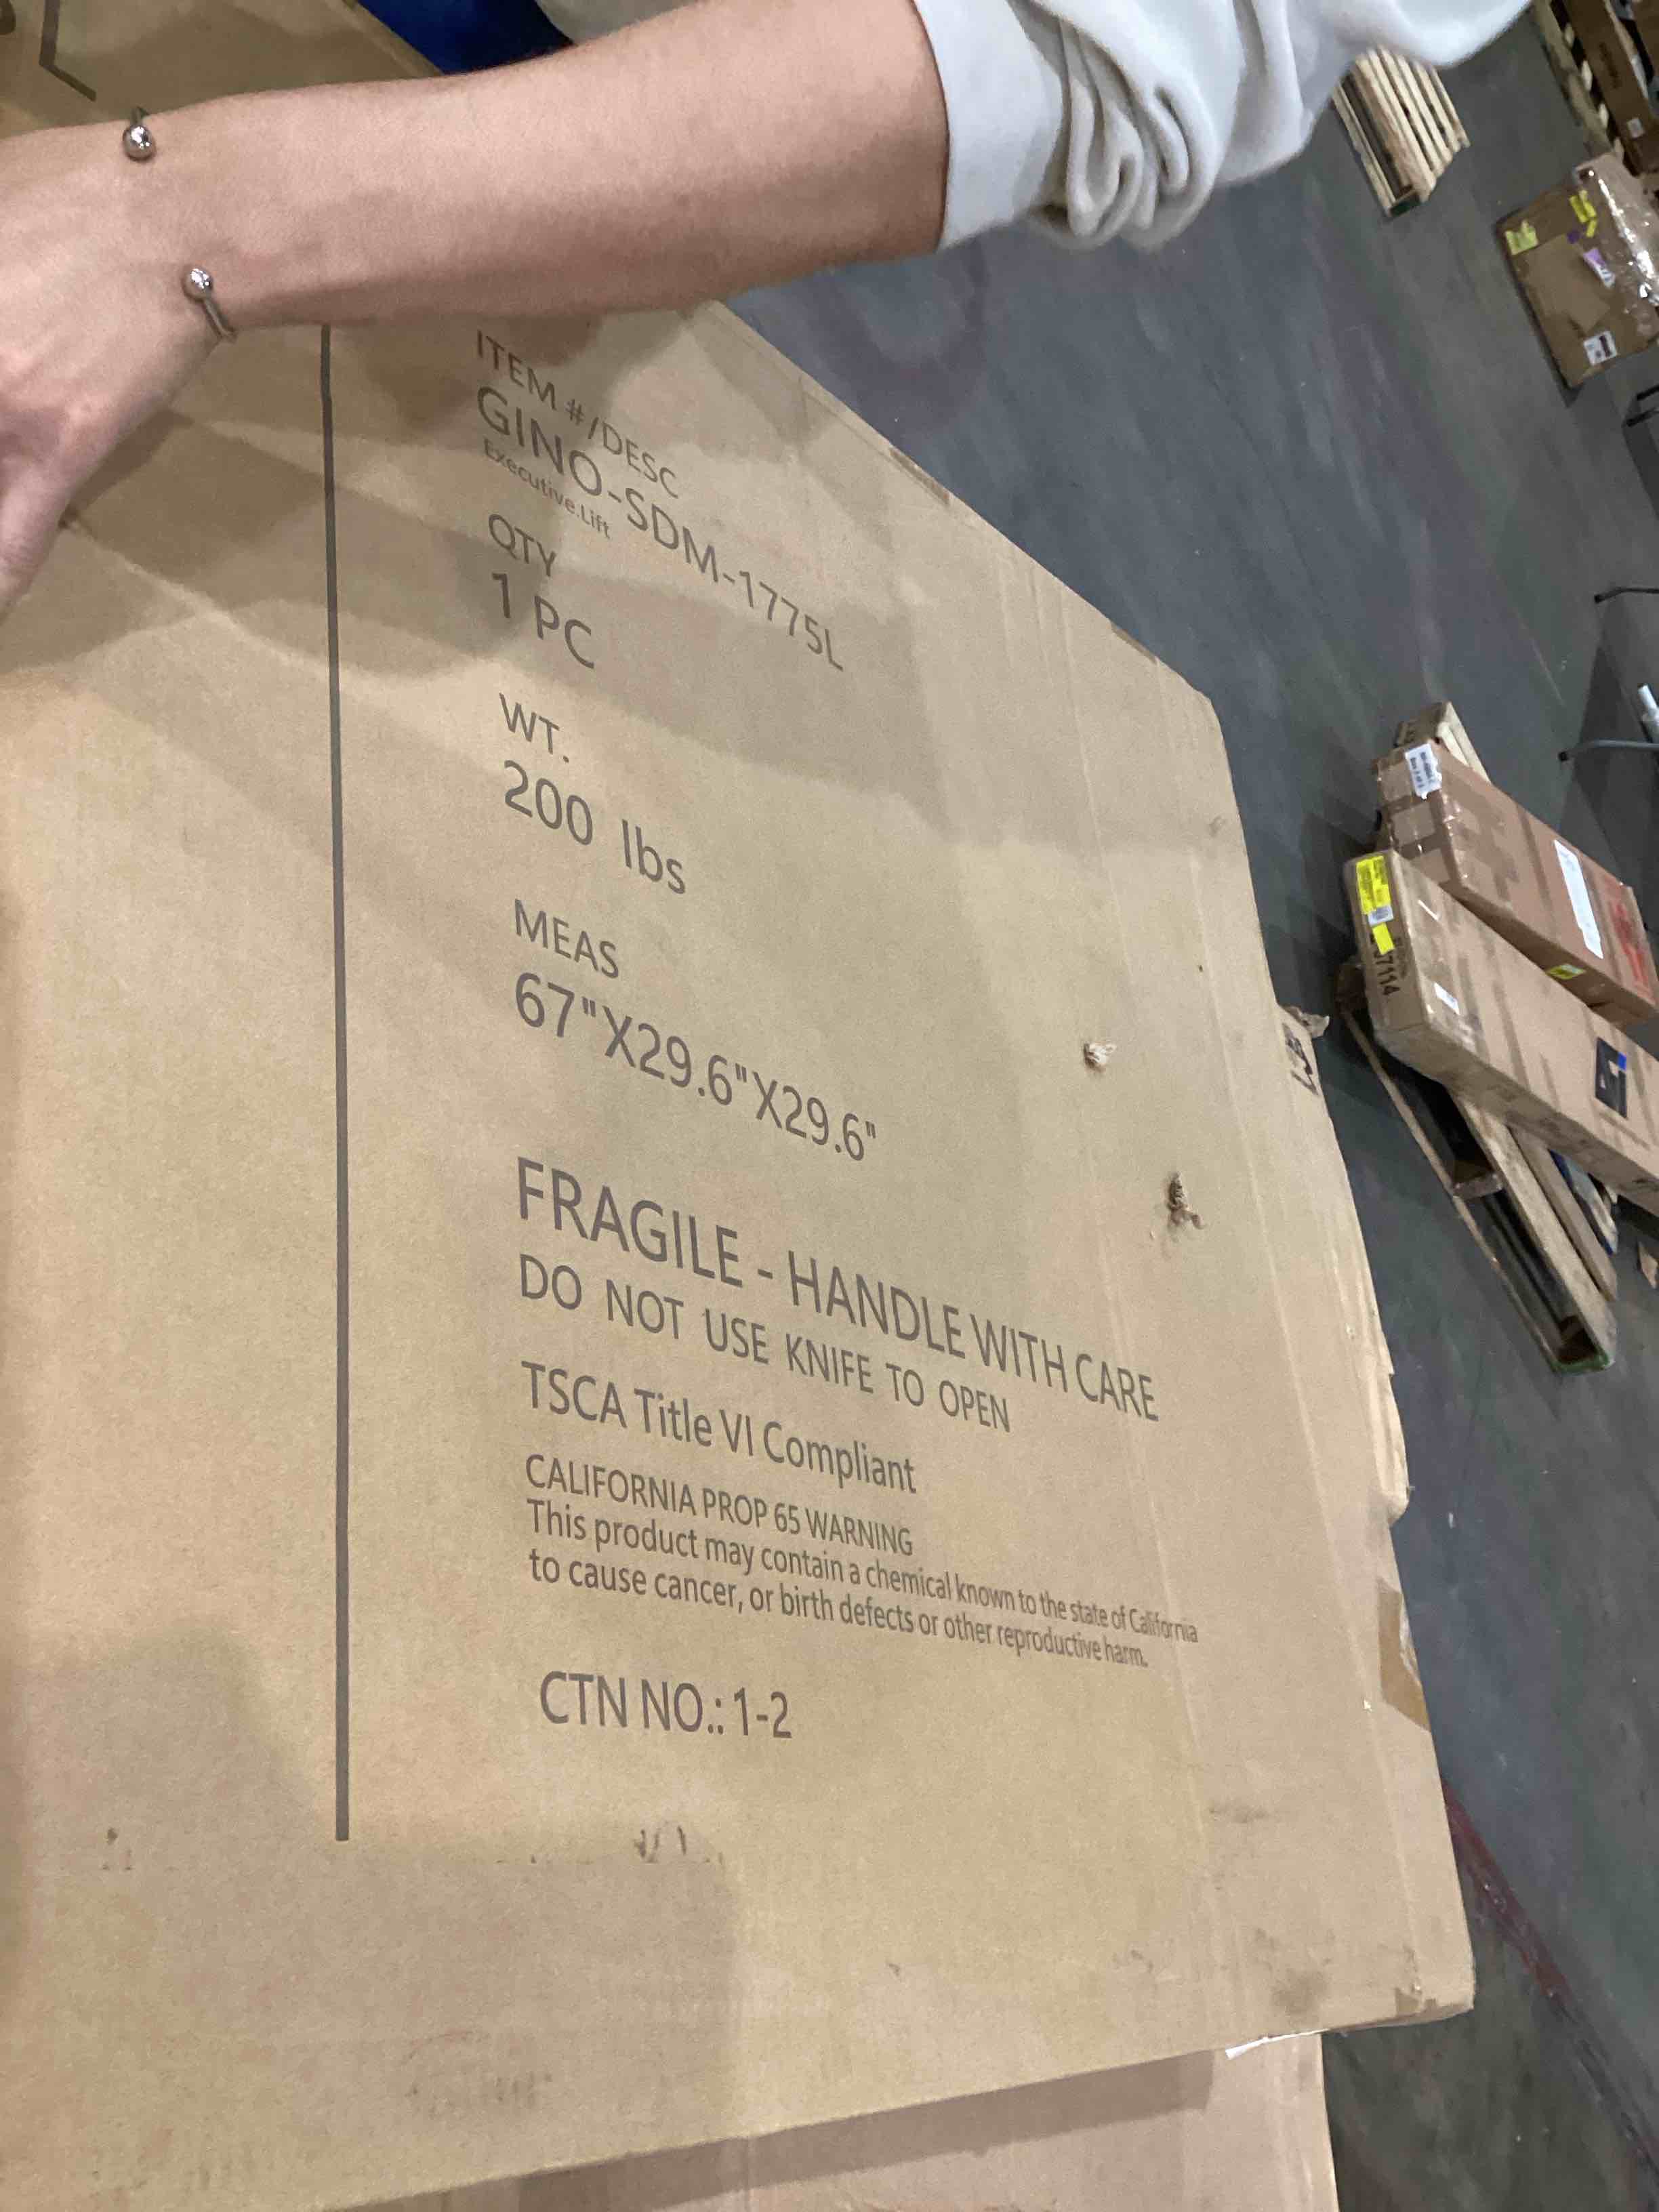 ITEM #/DESC
GINO-SDM-1775L
Executive.Lift
QTY
1 PC
WT.
200 lbs
MEAS
67"X29.6"X29.6"
FRAGILE - HANDLE WITH CARE
DO NOT USE KNIFE TO OPEN
TSCA Title VI Compliant
CALIFORNIA PROP 65 WARNING
This product may contain a chemical known to the state of California
to cause cancer, or birth defects or other reproductive harm.
CTN NO.: 1-2
7114